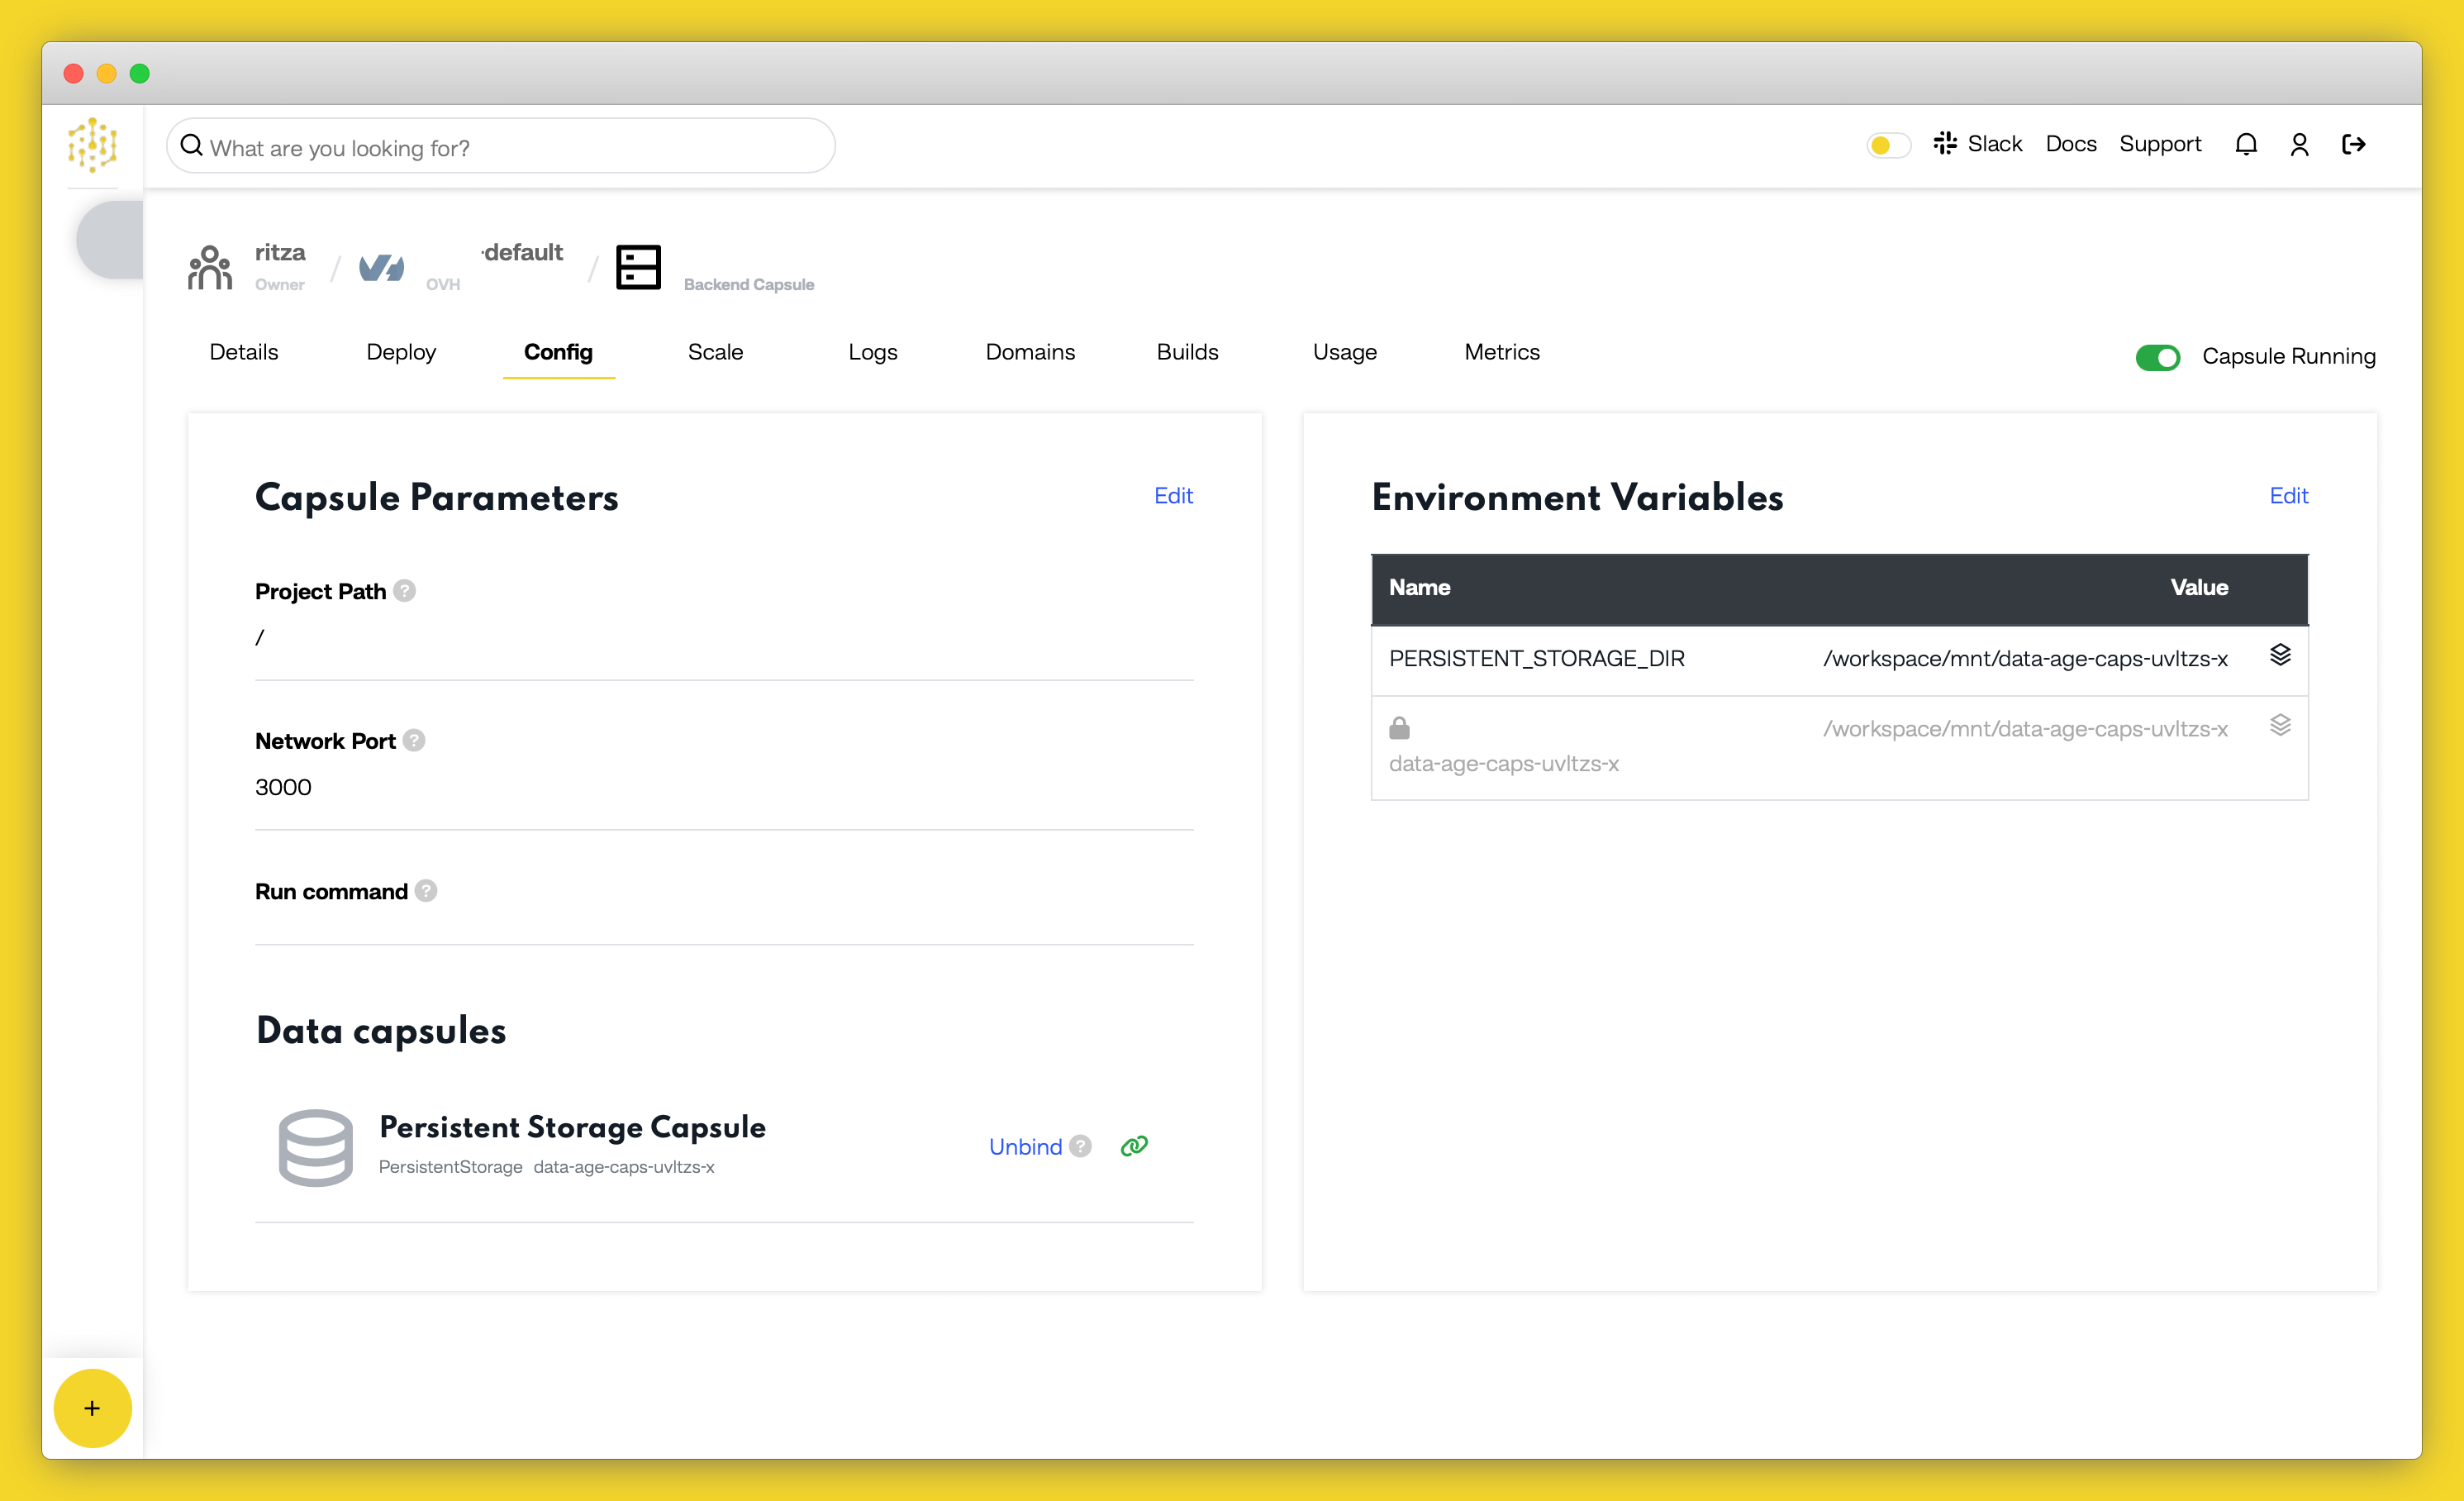 What are you looking for?
Slack Docs Support
ritza
Owner
OVH
·default
Backend Capsule
Details Deploy Config Scale Logs Domains Builds Usage Metrics
Capsule Running
Capsule Parameters
Edit
Project Path ?
/
Network Port ?
3000
Run command ?
Data capsules
Persistent Storage Capsule
PersistentStorage data-age-caps-uvltzs-x
Unbind ?
Environment Variables
Edit
Name Value
PERSISTENT_STORAGE_DIR /workspace/mnt/data-age-caps-uvltzs-x
/workspace/mnt/data-age-caps-uvltzs-x
data-age-caps-uvltzs-x
+